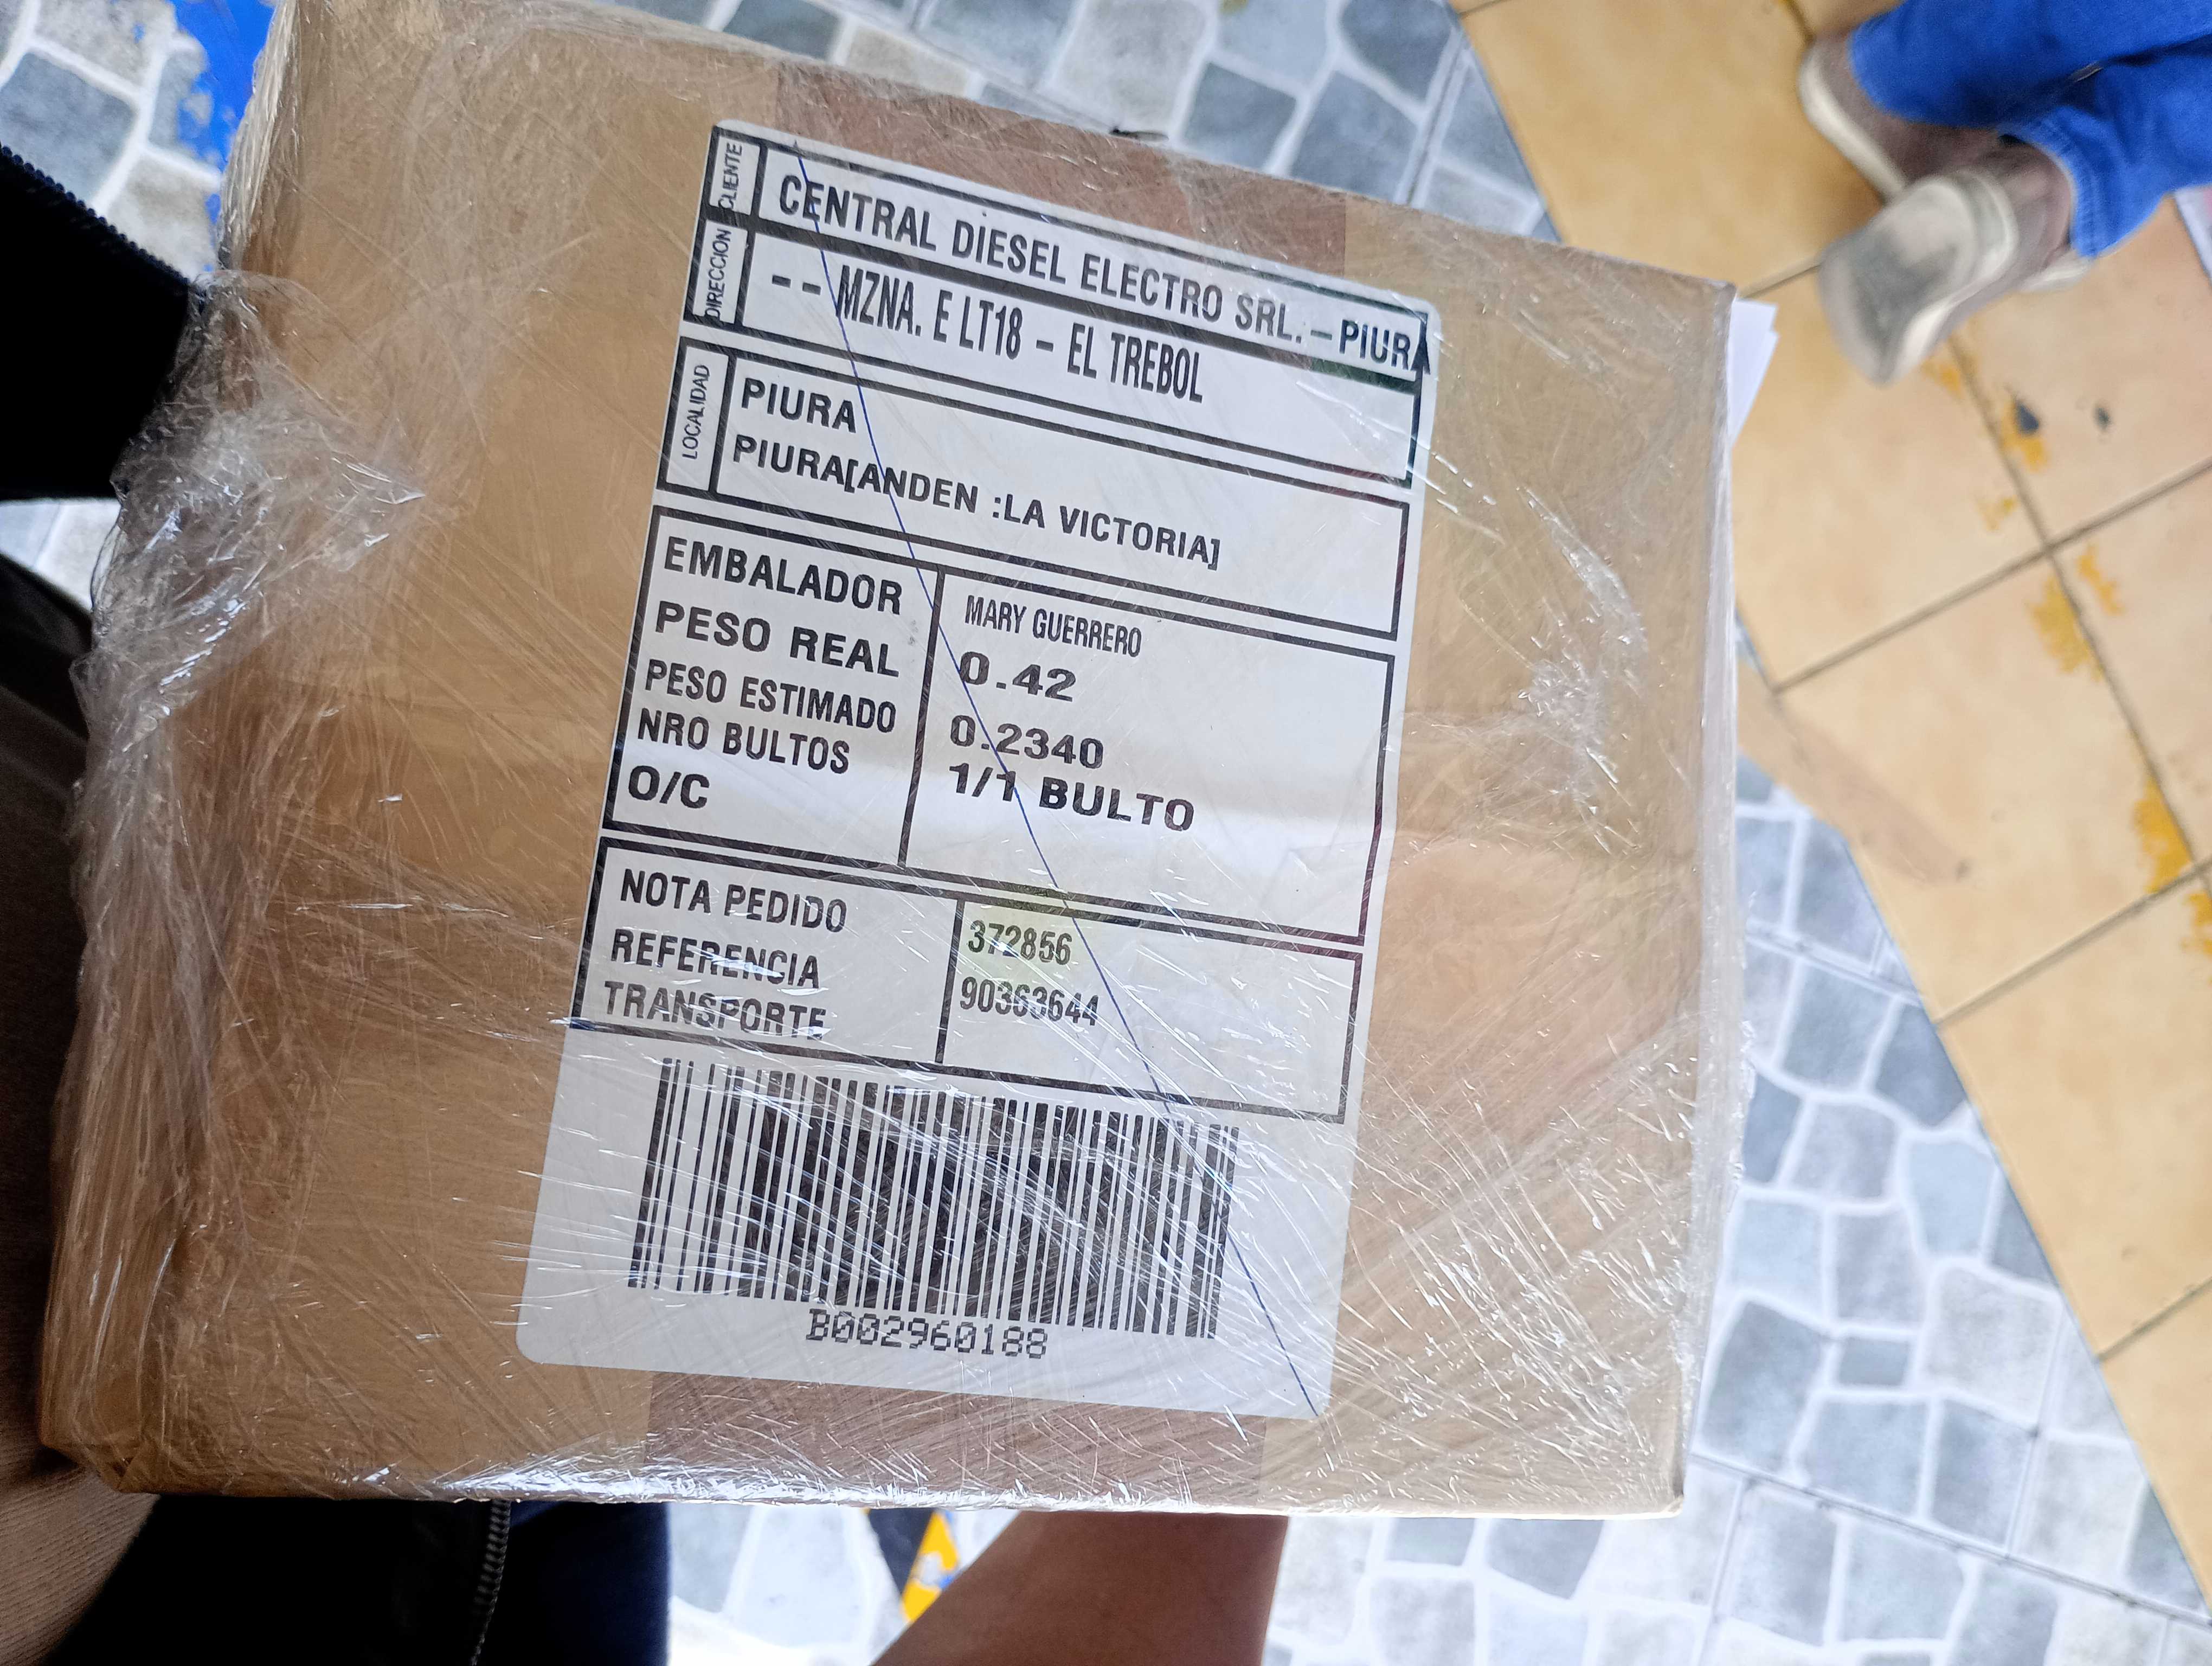 CLIENTE CENTRAL DIESEL ELECTRO SRL. - PIURA
DIRECCION - - MZNA. E LT18 - EL TREBOL
LOCALIDAD PIURA
PIURA[ANDEN :LA VICTORIA]
EMBALADOR MARY GUERRERO
PESO REAL 0.42
PESO ESTIMADO 0.2340
NRO BULTOS 1/1 BULTO
O/C
NOTA PEDIDO 372856
REFERENCIA 90363644
TRANSPORTE
B002960188